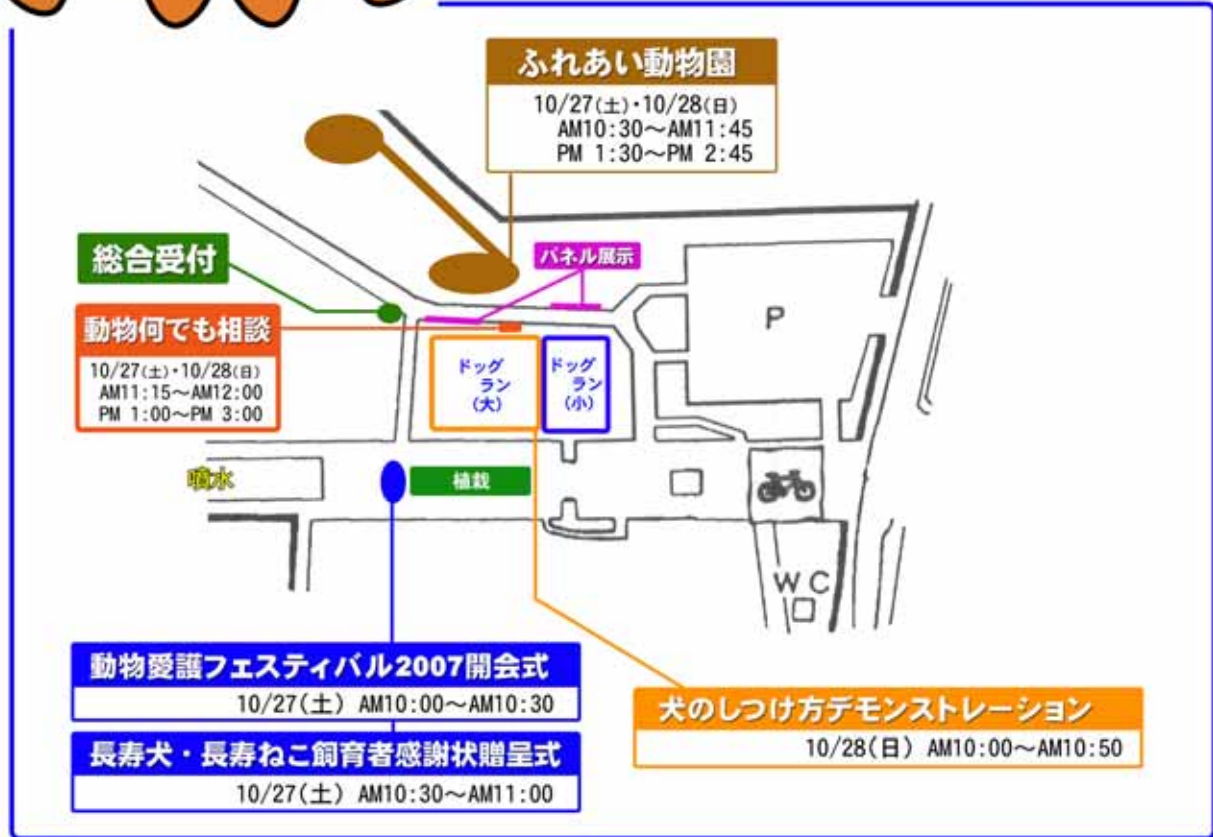 ふれあい動物園
10/27(土)・10/28(日)
AM10:30～AM11:45
PM 1:30～PM 2:45
総合受付
パネル展示
動物何でも相談
10/27(土)・10/28(日)
AM11:15～AM12:00
PM 1:00～PM 3:00
ドッグ
ラン
(大)
ドッグ
ラン
(小)
P
噴水
植栽
WC
動物愛護フェスティバル2007開会式
10/27(土) AM10:00～AM10:30
長寿犬・長寿ねこ飼育者感謝状贈呈式
10/27(土) AM10:30～AM11:00
犬のしつけ方デモンストレーション
10/28(日) AM10:00～AM10:50